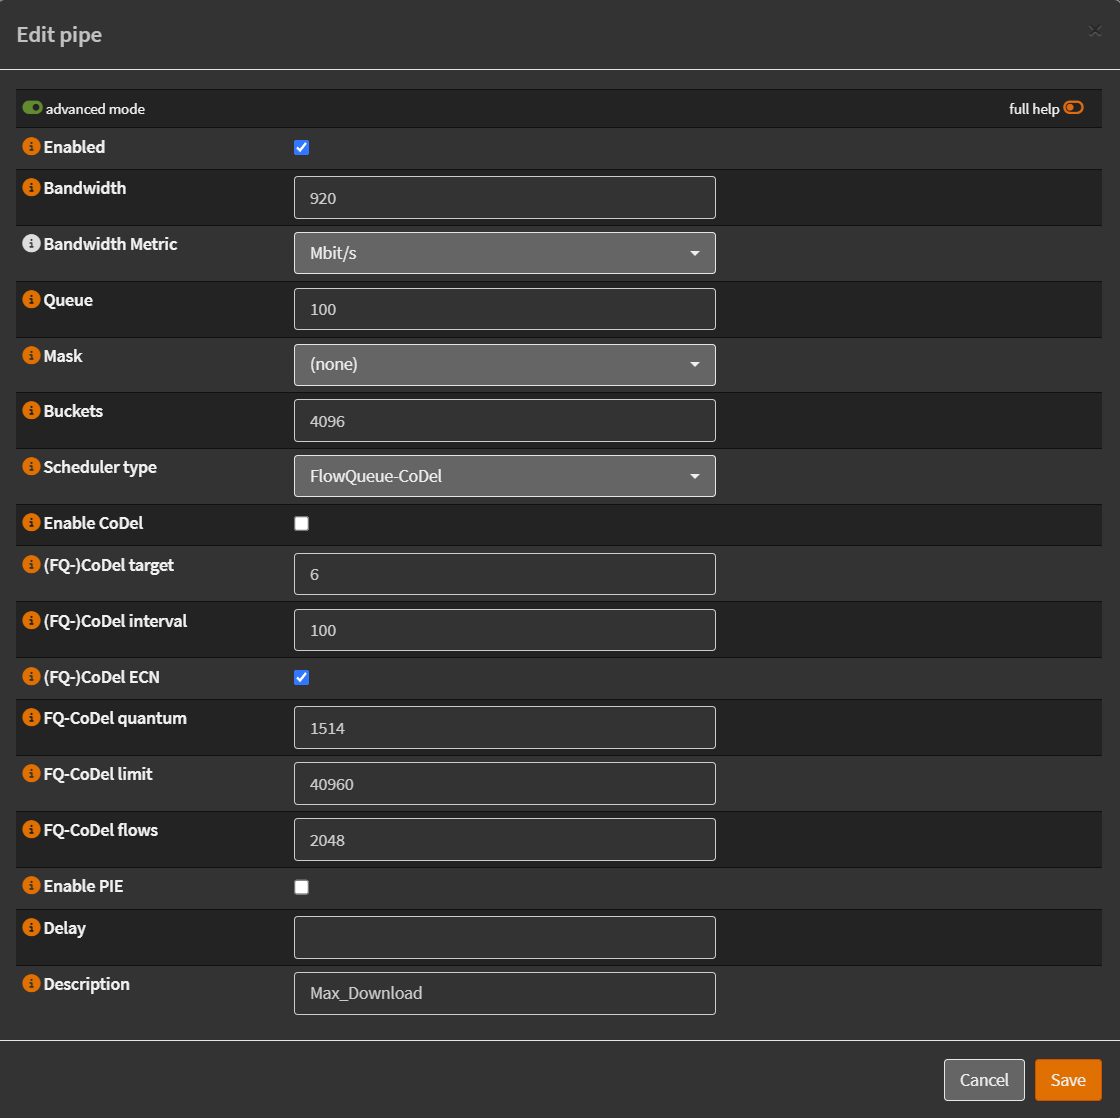 Edit pipe
×
advanced mode full help
Enabled
Bandwidth 920
Bandwidth Metric Mbit/s
Queue 100
Mask (none)
Buckets 4096
Scheduler type FlowQueue-CoDel
Enable CoDel
(FQ-)CoDel target 6
(FQ-)CoDel interval 100
(FQ-)CoDel ECN
FQ-CoDel quantum 1514
FQ-CoDel limit 40960
FQ-CoDel flows 2048
Enable PIE
Delay
Description Max_Download
Cancel Save